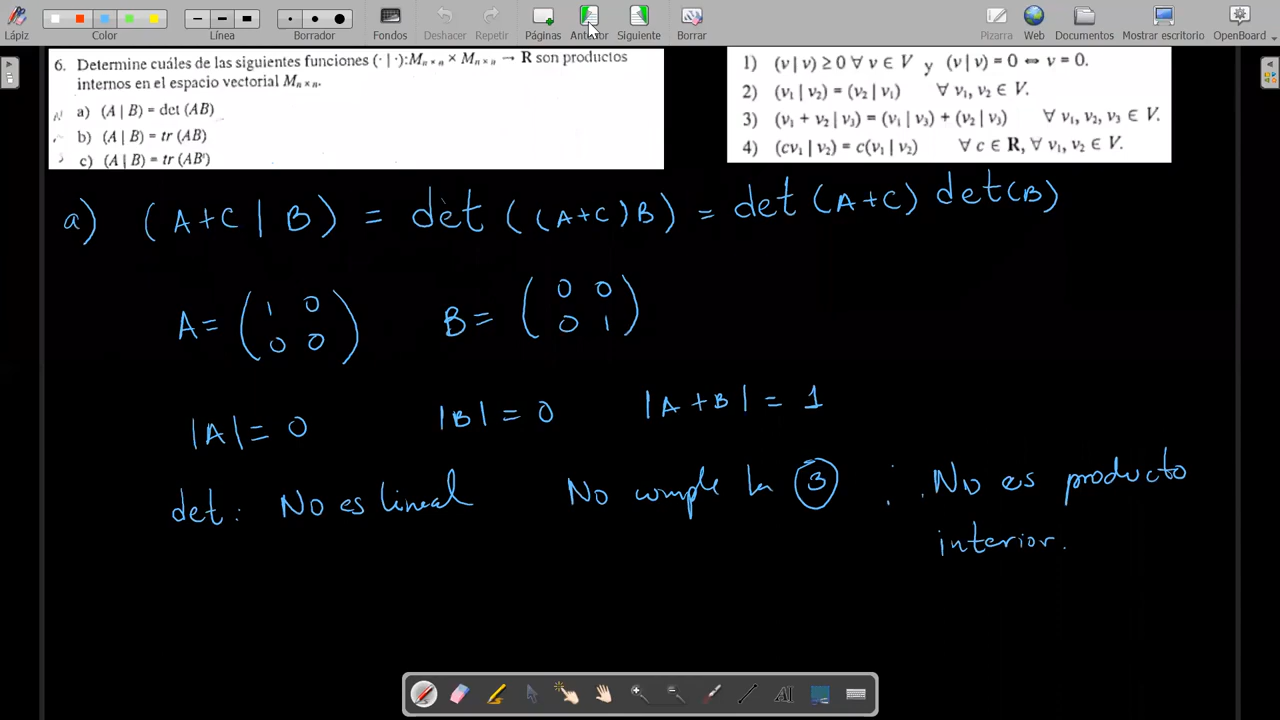 Lápiz Color Línea Borrador Fondos Deshacer Repetir Páginas Anterior Siguiente Borrar Pizarra Web Documentos Mostrar escritorio OpenBoard
6. Determine cuáles de las siguientes funciones (· | ·): Mₙ ₓ ₙ × Mₙ ₓ ₙ → R son productos
internos en el espacio vectorial Mₙ ₓ ₙ.
a) (A | B) = det (AB)
b) (A | B) = tr (AB)
c) (A | B) = tr (ABᵗ)
1) (v | v) ≥ 0 ∀ v ∈ V y (v | v) = 0 ⇔ v = 0.
2) (v₁ | v₂) = (v₂ | v₁) ∀ v₁, v₂ ∈ V.
3) (v₁ + v₂ | v₃) = (v₁ | v₃) + (v₂ | v₃) ∀ v₁, v₂, v₃ ∈ V.
4) (cv₁ | v₂) = c(v₁ | v₂) ∀ c ∈ R, ∀ v₁, v₂ ∈ V.
a) (A+C | B) = det ((A+C)B) = det (A+C) det(B)
A = (1 0
0 0)
B = (0 0
0 1)
|A| = 0 |B| = 0 |A+B| = 1
det: No es lineal No cumple la 3 ∴ No es producto
interior.
AI